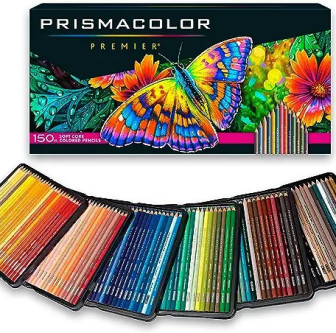 PRISMACOLOR
PREMIER®
150
SOFT CORE
COLORED PENCILS